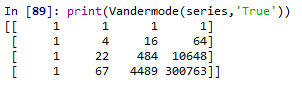 In [89]: print(Vandermode(series,'True'))
[[ 1 1 1 1]
[ 1 4 16 64]
[ 1 22 484 10648]
[ 1 67 4489 300763]]